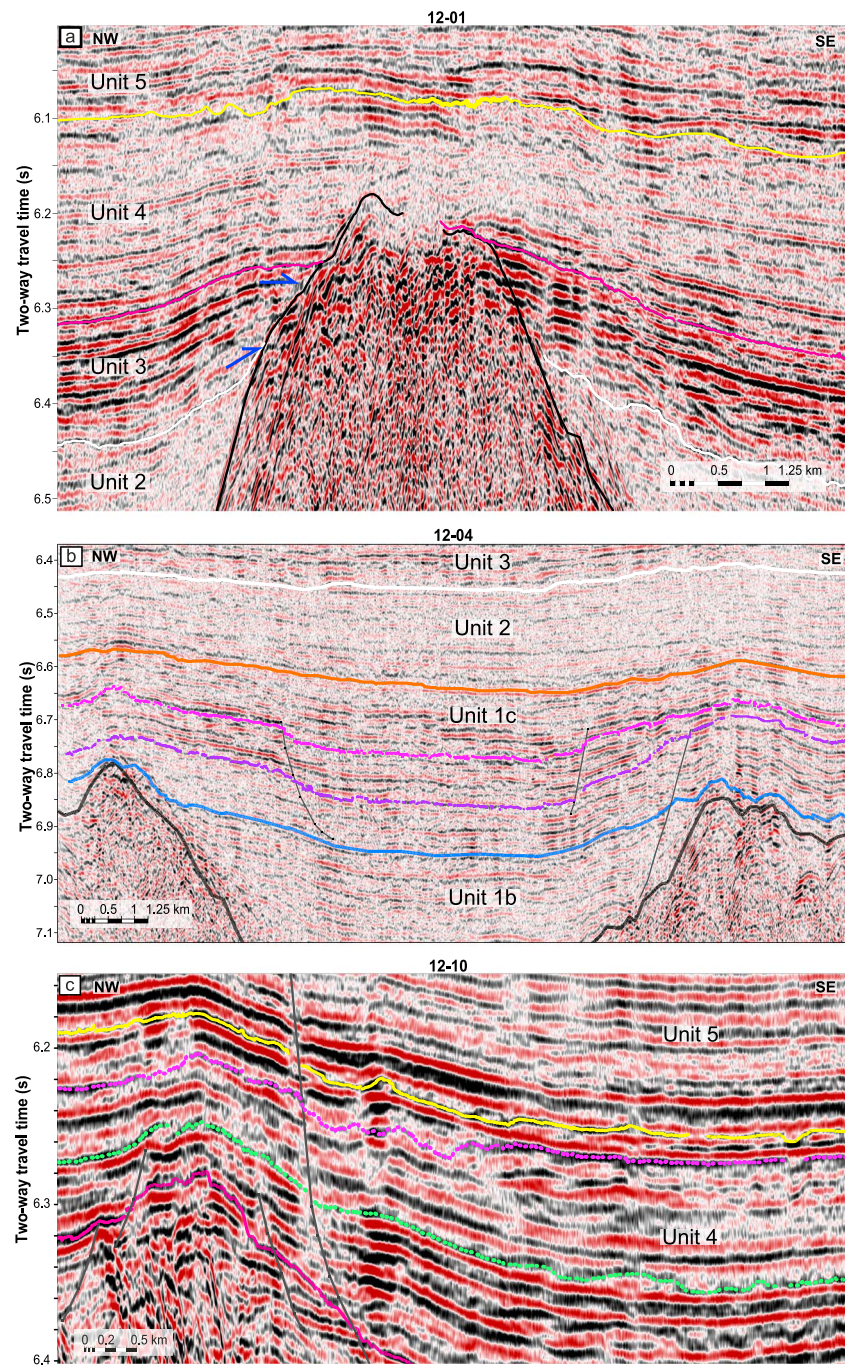 12-01
a NW SE
Unit 5
6.1
Unit 4
6.2
Two-way travel time (s)
6.3
Unit 3
6.4
0 0.5 1 1.25 km
Unit 2
6.5
12-04
b NW SE
6.4
Unit 3
6.5
Unit 2
6.6
Two-way travel time (s)
Unit 1c
6.7
6.8
6.9
7.0
Unit 1b
0 0.5 1 1.25 km
7.1
12-10
c NW SE
Unit 5
6.2
Two-way travel time (s)
6.3
Unit 4
0 0.2 0.5 km
6.4